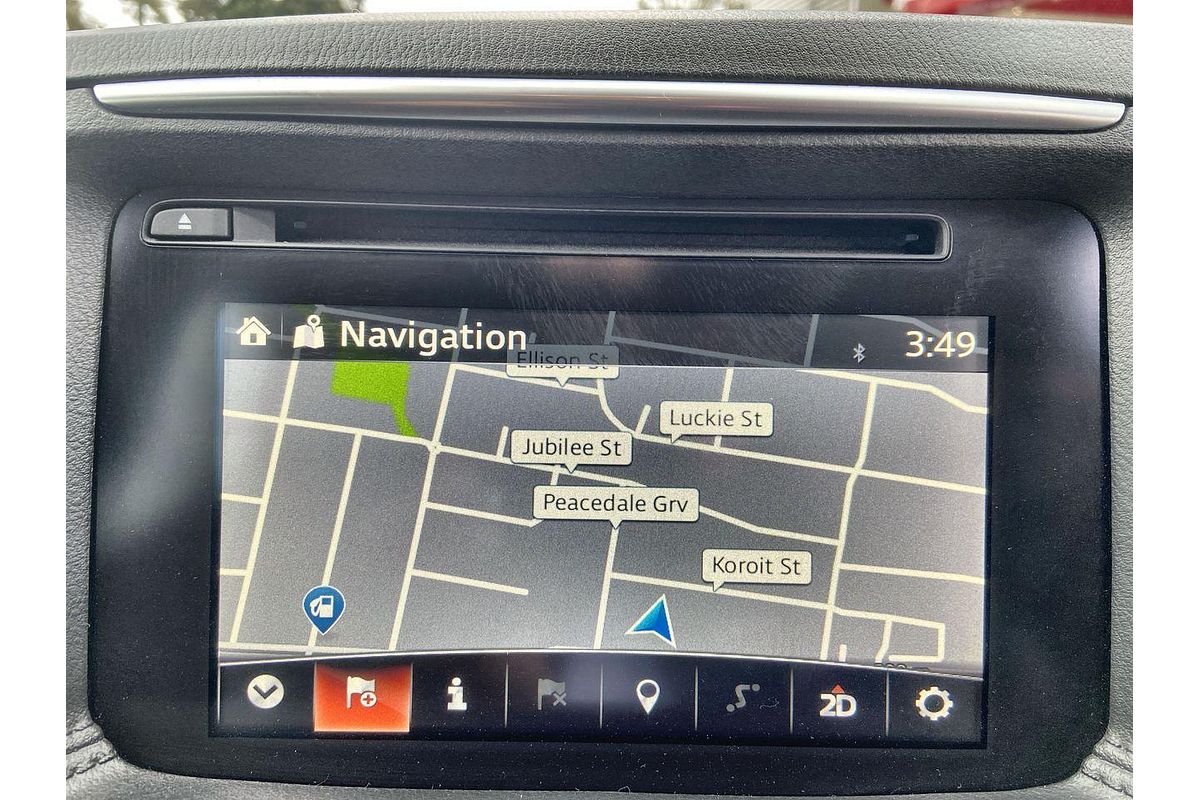 Navigation
3:49
Ellison St
Luckie St
Jubilee St
Peacedale Grv
Koroit St
2D